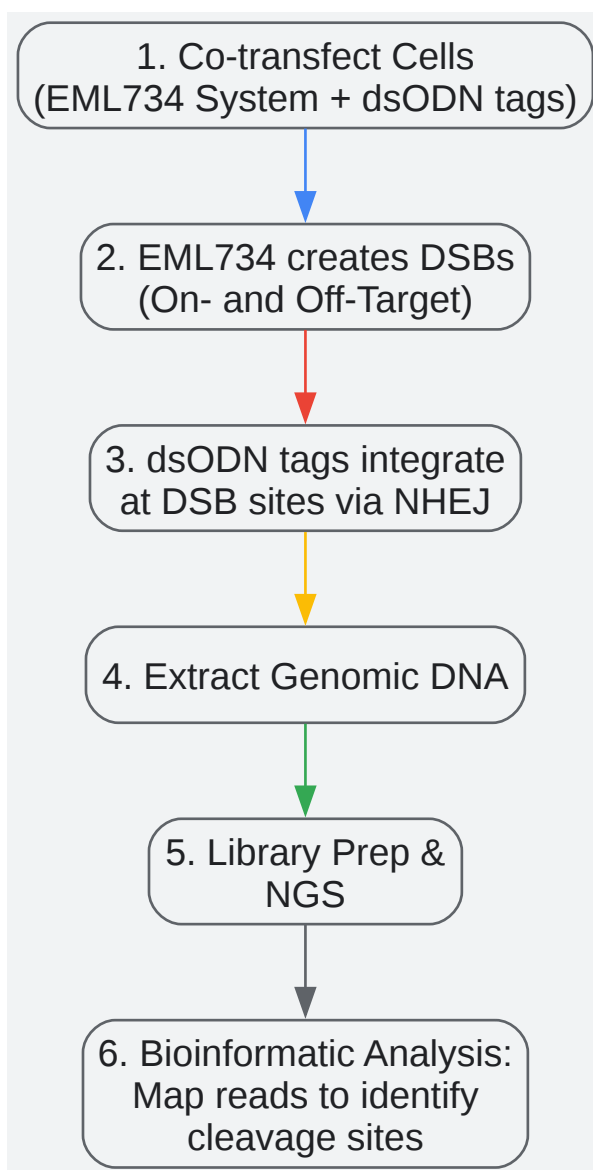 1. Co-transfect Cells
(EML734 System + dsODN tags)
2. EML734 creates DSBs
(On- and Off-Target)
3. dsODN tags integrate
at DSB sites via NHEJ
4. Extract Genomic DNA
5. Library Prep &
NGS
6. Bioinformatic Analysis:
Map reads to identify
cleavage sites